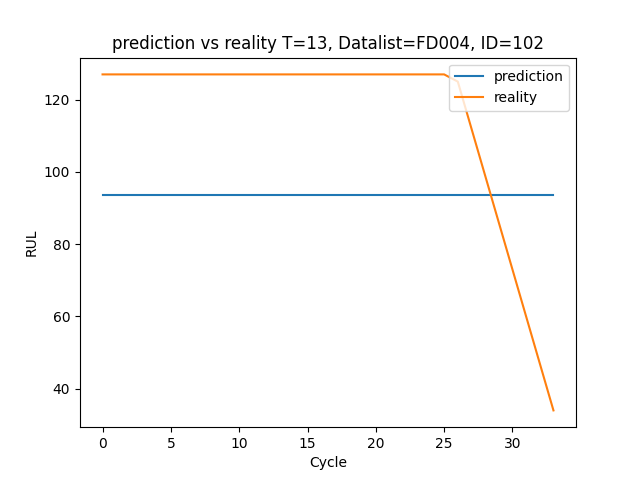 prediction vs reality T=13, Datalist=FD004, ID=102
prediction
reality
RUL
120
100
80
60
40
0 5 10 15 20 25 30
Cycle